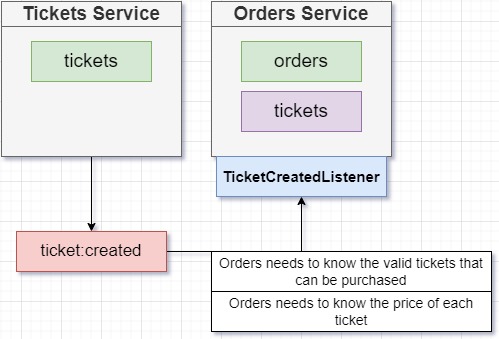 Tickets Service
tickets
Orders Service
orders
tickets
TicketCreatedListener
ticket:created
Orders needs to know the valid tickets that
can be purchased
Orders needs to know the price of each
ticket